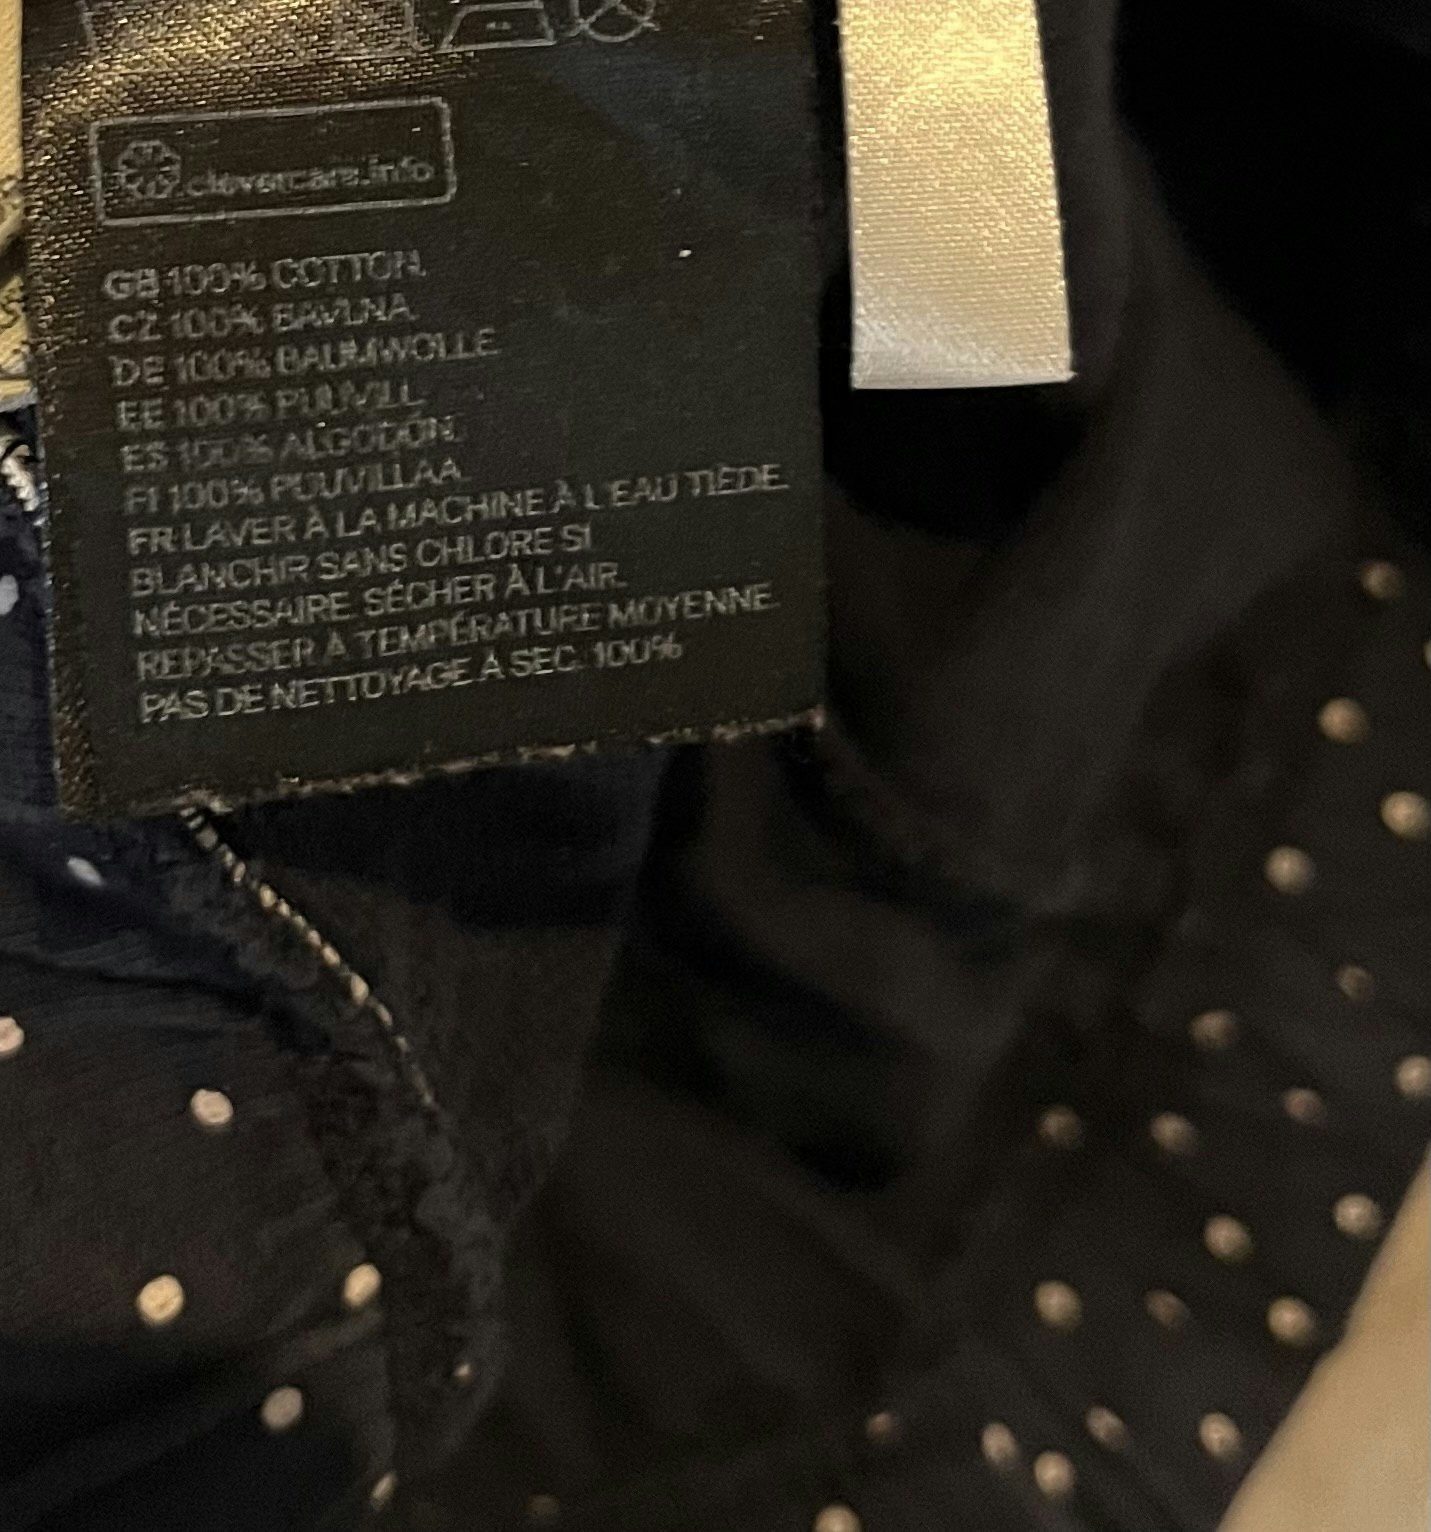 clevercare.info
GB 100% COTTON.
CZ 100% BAVLNA.
DE 100% BAUMWOLLE.
EE 100% PUUVILL.
ES 100% ALGODÓN.
FI 100% PUUVILLAA.
FR LAVER À LA MACHINE À L'EAU TIÈDE.
BLANCHIR SANS CHLORE SI
NÉCESSAIRE. SÉCHER À L'AIR.
REPASSER À TEMPÉRATURE MOYENNE.
PAS DE NETTOYAGE À SEC. 100%